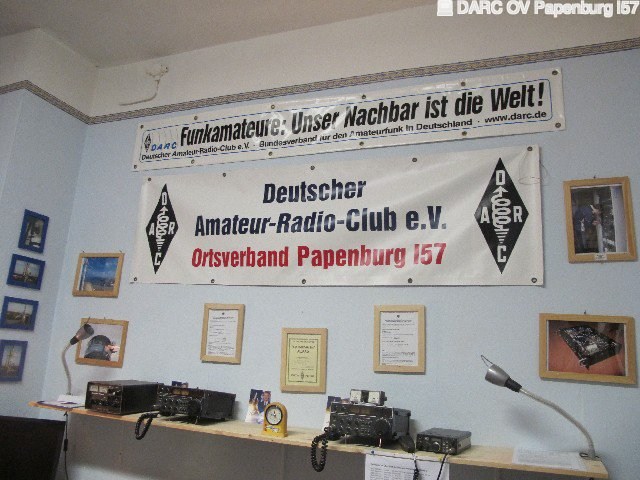 DARC OV Papenburg I57
DARC
Funkamateure: Unser Nachbar ist die Welt!
Deutscher Amateur-Radio-Club e.V. - Bundesverband für den Amateurfunk in Deutschland - www.darc.de
Deutscher
Amateur-Radio-Club e.V.
Ortsverband Papenburg I57
D
A R
C
D
A R
C